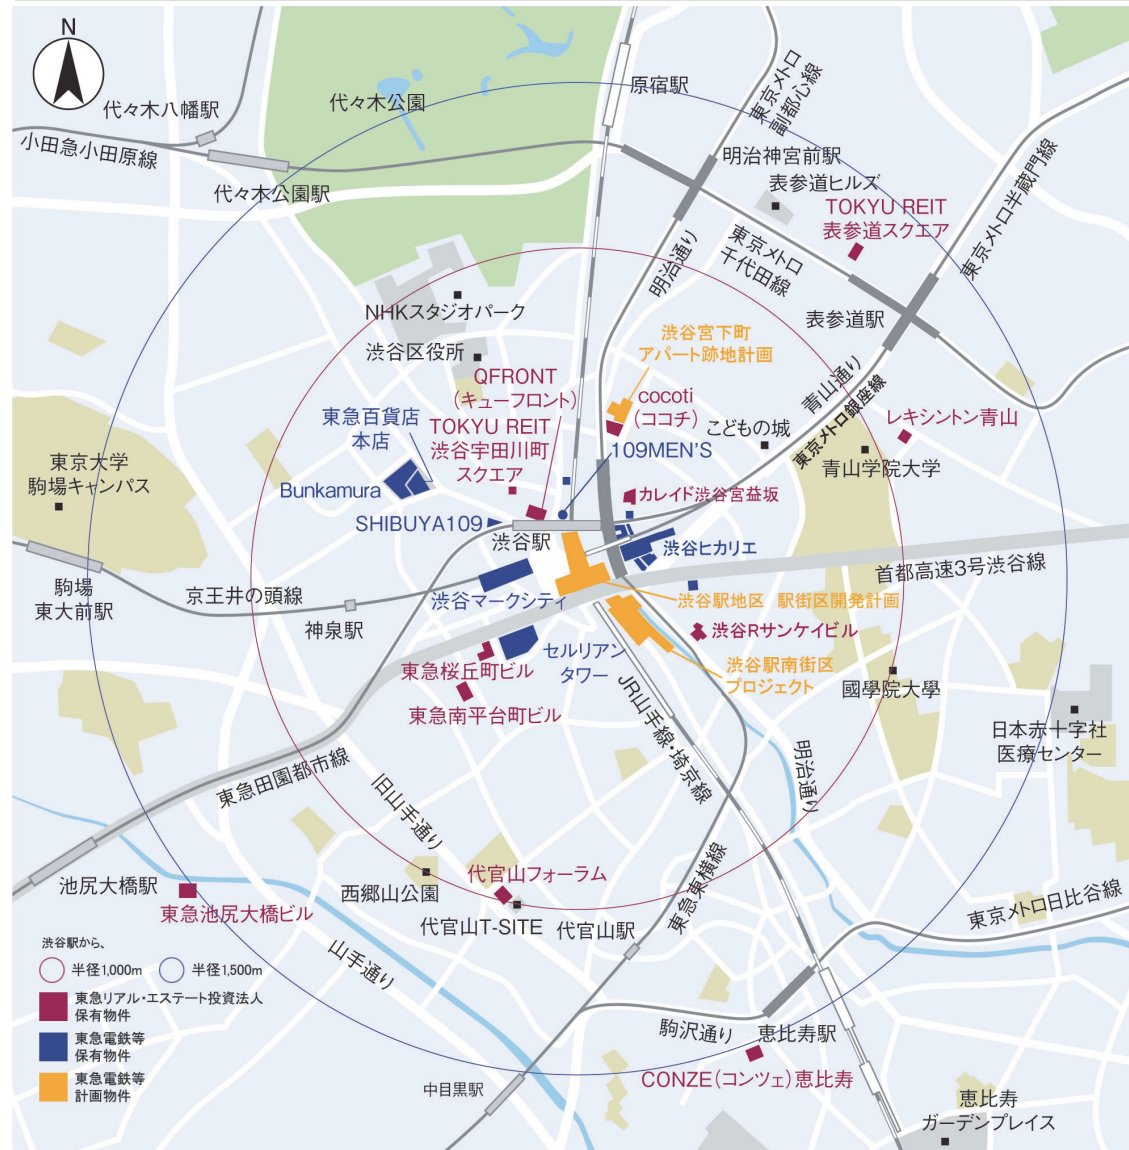 N
代々木八幡駅
小田急小田原線
代々木公園駅
代々木公園
原宿駅
東京メトロ
副都心線
明治神宮前駅
表参道ヒルズ
TOKYU REIT
表参道スクエア
東京メトロ半蔵門線
明治通り
東京メトロ
千代田線
表参道駅
NHKスタジオパーク
渋谷区役所
渋谷宮下町
アパート跡地計画
QFRONT
(キューフロント)
cocoti
(ココチ)
青山通り
東京メトロ銀座線
東急百貨店
本店
TOKYU REIT
渋谷宇田川町
スクエア
こどもの城
レキシントン青山
109MEN'S
青山学院大学
東京大学
駒場キャンパス
Bunkamura
カレイド渋谷宮益坂
SHIBUYA109
渋谷駅
渋谷ヒカリエ
首都高速3号渋谷線
駒場
東大前駅
京王井の頭線
神泉駅
渋谷マークシティ
渋谷駅地区 駅街区開発計画
渋谷Rサンケイビル
セルリアン
タワー
東急桜丘町ビル
渋谷駅南街区
プロジェクト
國學院大學
東急南平台町ビル
JR山手線・埼京線
日本赤十字社
医療センター
明治通り
東急田園都市線
旧山手通り
池尻大橋駅
東急池尻大橋ビル
西郷山公園
代官山フォーラム
代官山T-SITE
代官山駅
東急東横線
東京メトロ日比谷線
山手通り
駒沢通り
恵比寿駅
CONZE(コンツェ)恵比寿
中目黒駅
恵比寿
ガーデンプレイス
渋谷駅から、
半径1,000m
半径1,500m
東急リアル・エステート投資法人
保有物件
東急電鉄等
保有物件
東急電鉄等
計画物件